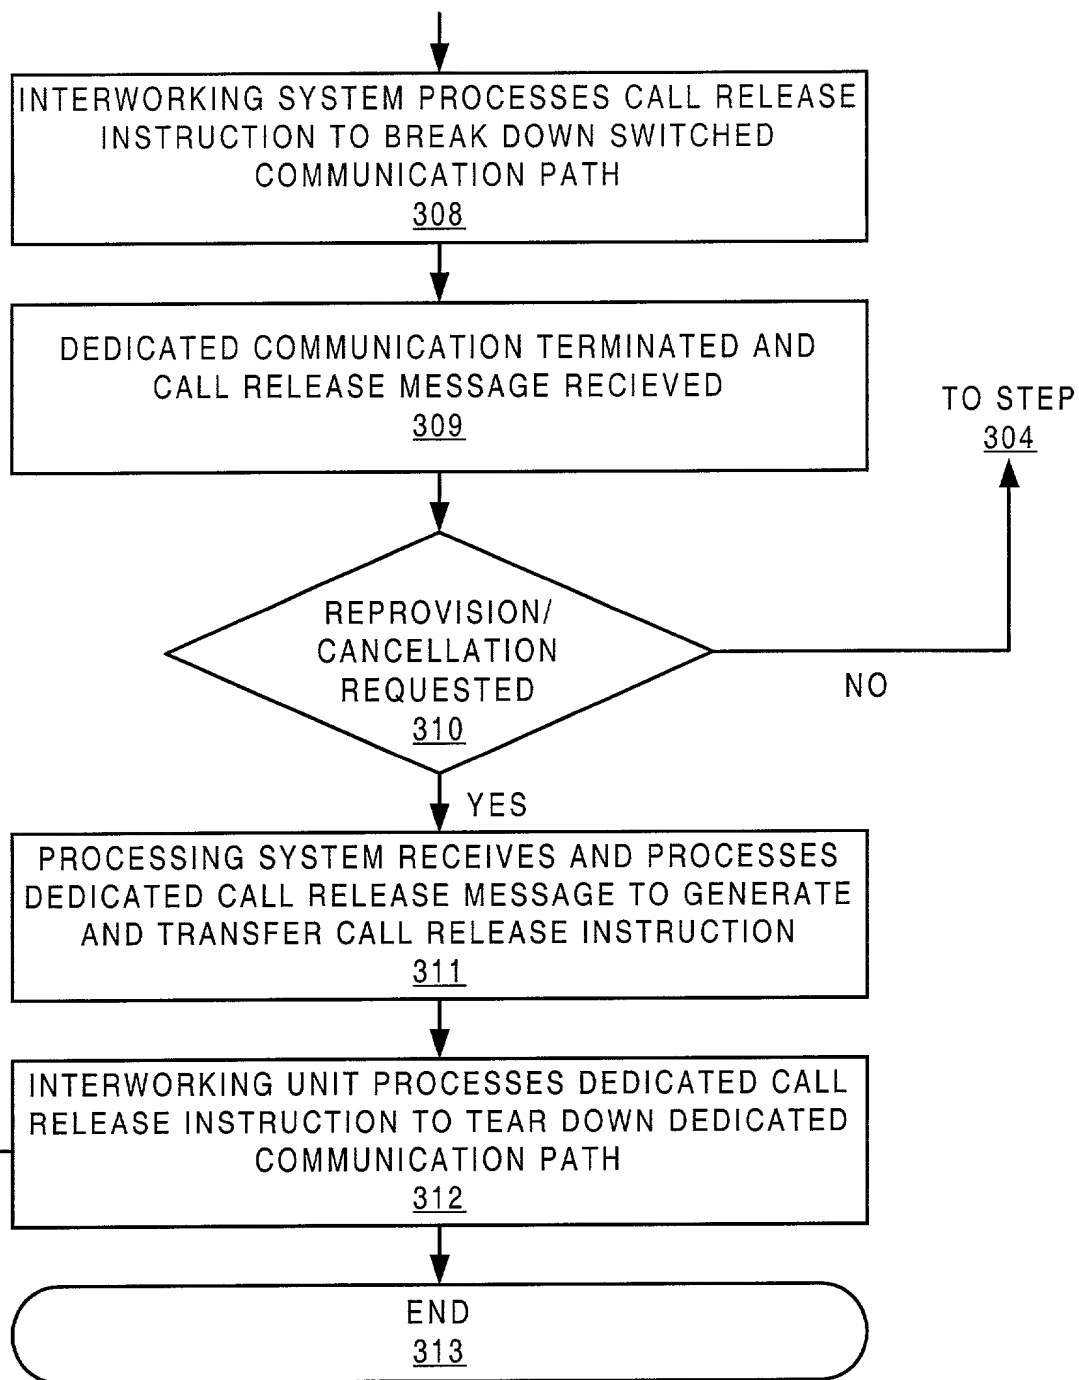 INTERWORKING SYSTEM PROCESSES CALL RELEASE
INSTRUCTION TO BREAK DOWN SWITCHED
COMMUNICATION PATH
308
DEDICATED COMMUNICATION TERMINATED AND
CALL RELEASE MESSAGE RECIEVED
309
TO STEP
304
REPROVISION/
CANCELLATION
REQUESTED
310
NO
YES
PROCESSING SYSTEM RECEIVES AND PROCESSES
DEDICATED CALL RELEASE MESSAGE TO GENERATE
AND TRANSFER CALL RELEASE INSTRUCTION
311
INTERWORKING UNIT PROCESSES DEDICATED CALL
RELEASE INSTRUCTION TO TEAR DOWN DEDICATED
COMMUNICATION PATH
312
END
313